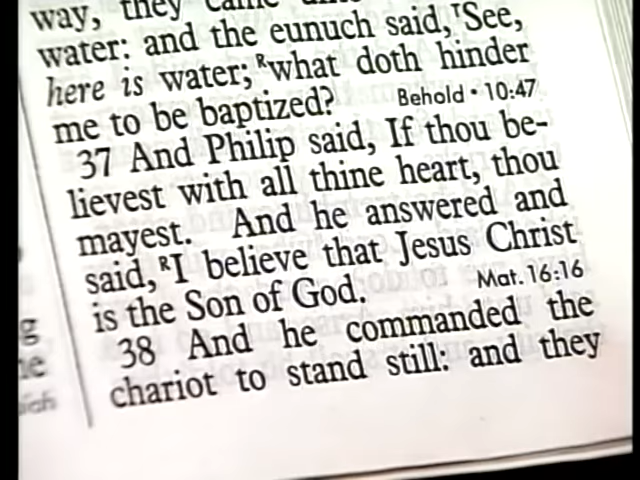 way, they came
water: and the eunuch said, ᵀSee,
here is water; ᴿwhat doth hinder
me to be baptized? Behold • 10:47
37 And Philip said, If thou be-
lievest with all thine heart, thou
mayest. And he answered and
said, ᴿI believe that Jesus Christ
is the Son of God. Mat. 16:16
38 And he commanded the
chariot to stand still: and they